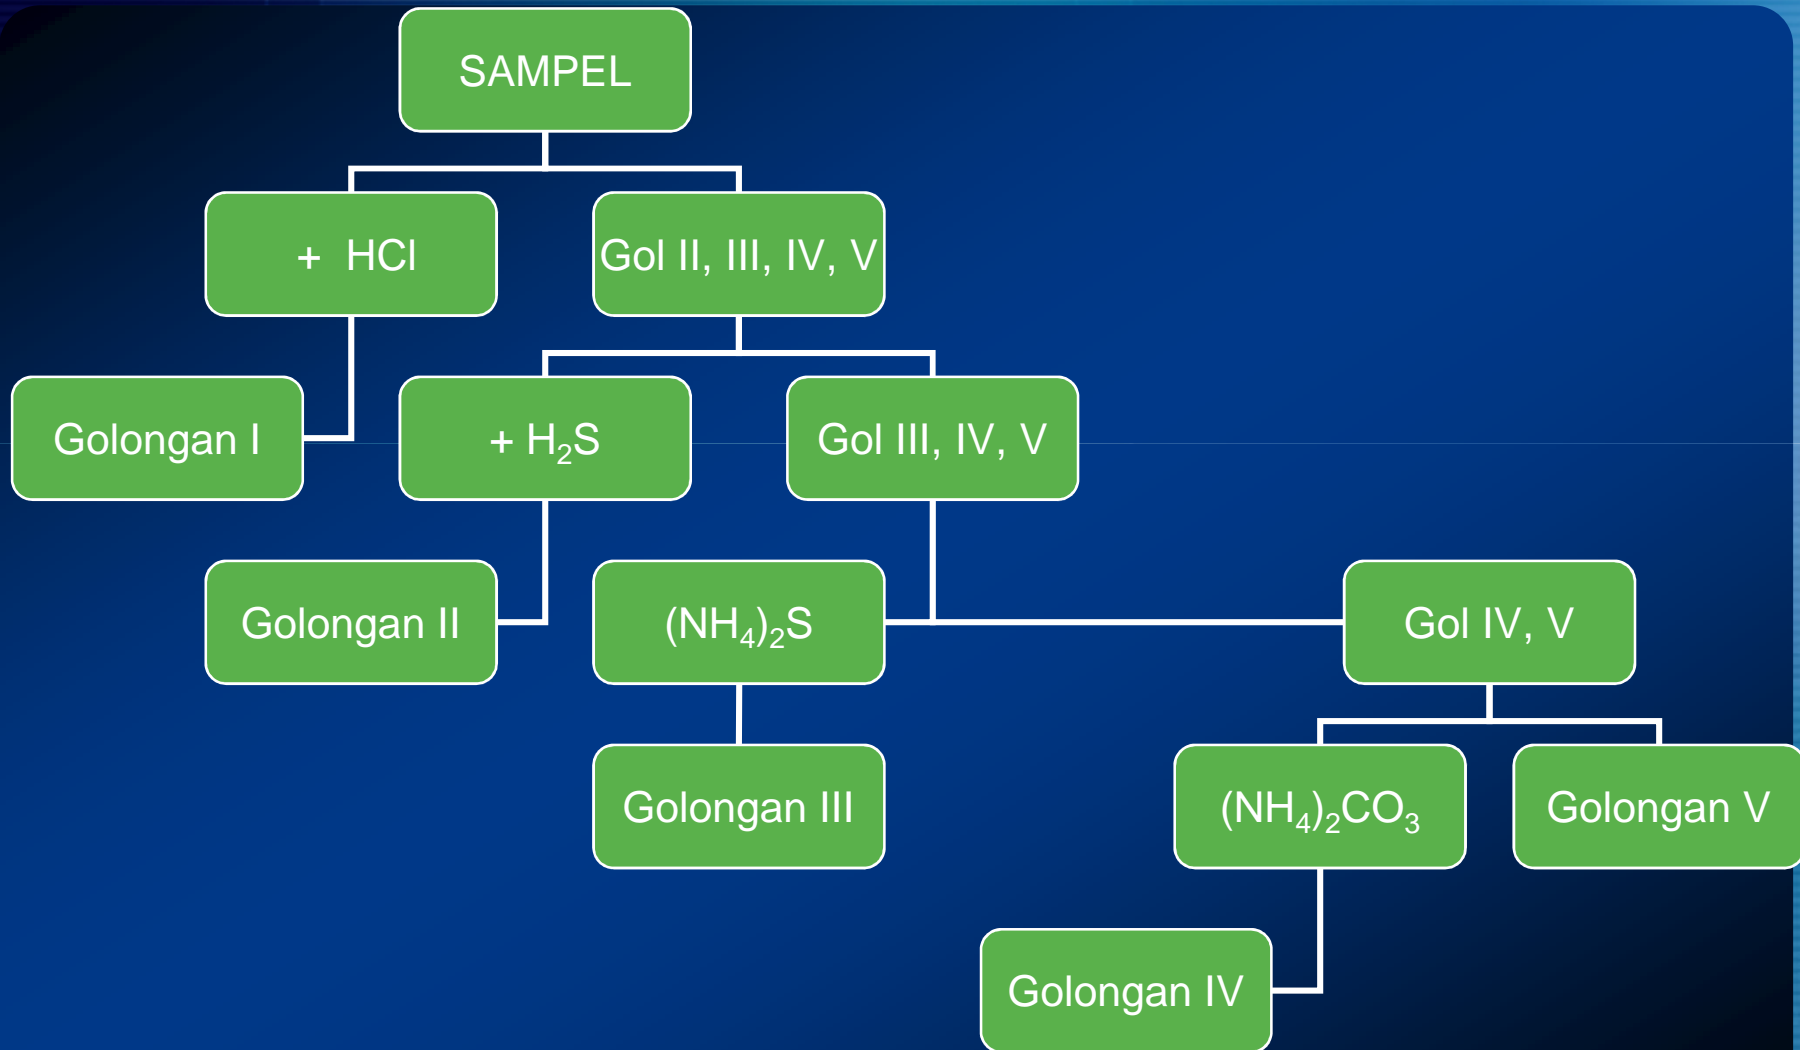 SAMPEL
+ HCl
Gol II, III, IV, V
Golongan I
+ H₂S
Gol III, IV, V
Golongan II
(NH₄)₂S
Gol IV, V
Golongan III
(NH₄)₂CO₃
Golongan V
Golongan IV